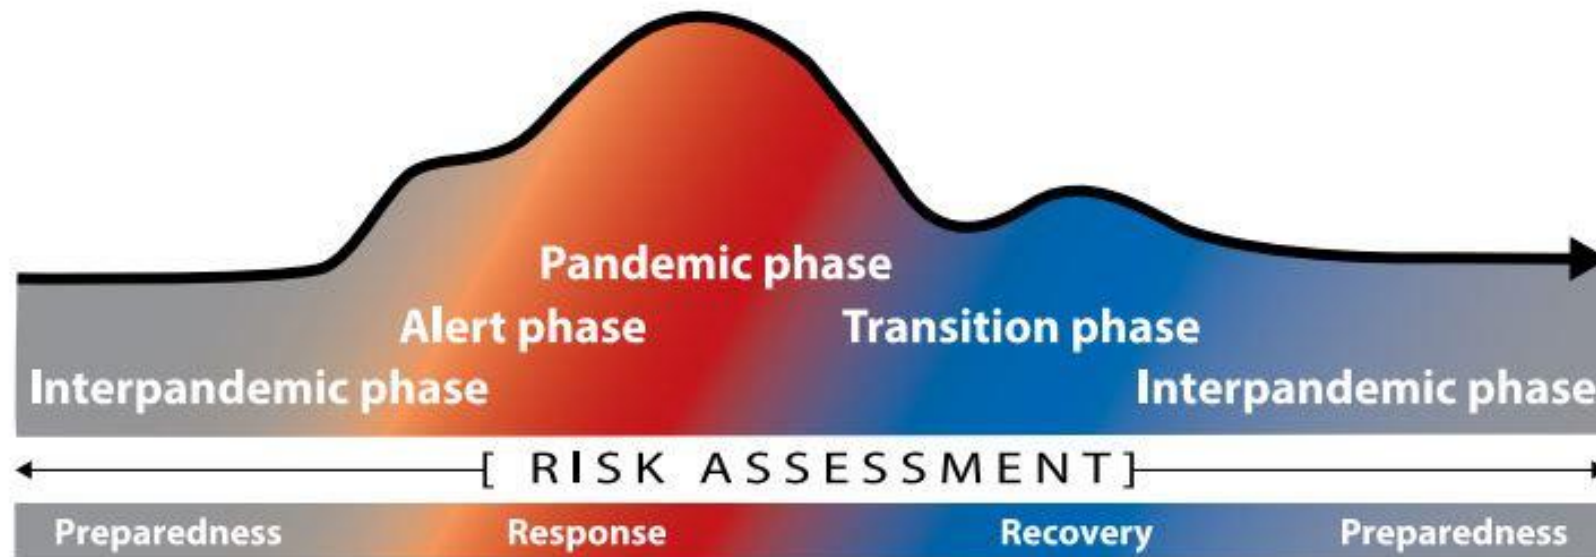 Pandemic phase
Alert phase
Transition phase
Interpandemic phase
Interpandemic phase
[ RISK ASSESSMENT]
Preparedness
Response
Recovery
Preparedness